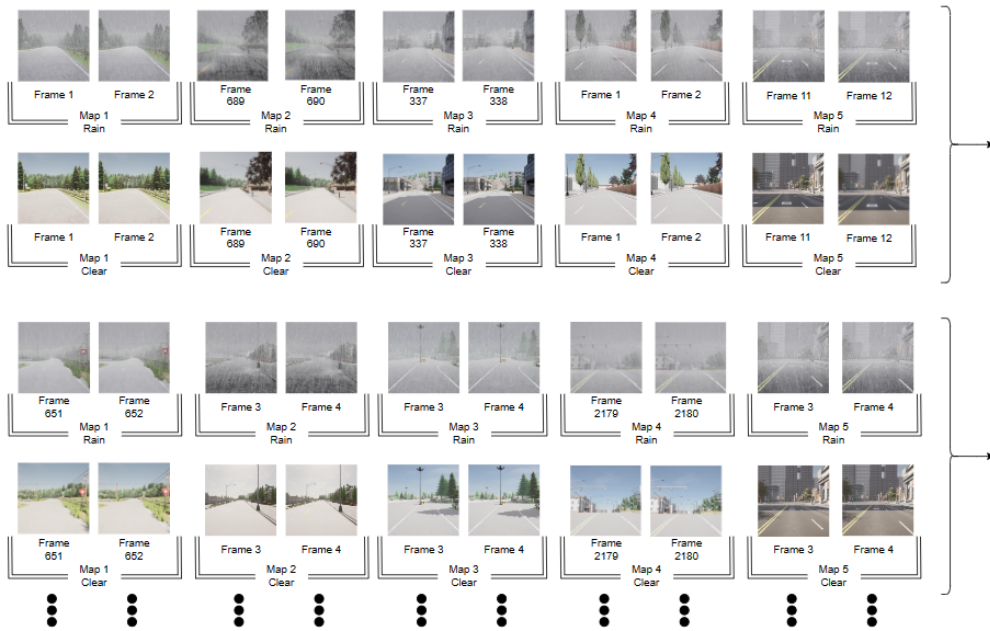 Frame 1 Frame 2 Frame 689 Frame 690 Frame 337 Frame 338 Frame 1 Frame 2 Frame 11 Frame 12
Map 1 Rain Map 2 Rain Map 3 Rain Map 4 Rain Map 5 Rain
Frame 1 Frame 2 Frame 689 Frame 690 Frame 337 Frame 338 Frame 1 Frame 2 Frame 11 Frame 12
Map 1 Clear Map 2 Clear Map 3 Clear Map 4 Clear Map 5 Clear
Frame 651 Frame 652 Frame 3 Frame 4 Frame 3 Frame 4 Frame 2179 Frame 2180 Frame 3 Frame 4
Map 1 Rain Map 2 Rain Map 3 Rain Map 4 Rain Map 5 Rain
Frame 651 Frame 652 Frame 3 Frame 4 Frame 3 Frame 4 Frame 2179 Frame 2180 Frame 3 Frame 4
Map 1 Clear Map 2 Clear Map 3 Clear Map 4 Clear Map 5 Clear